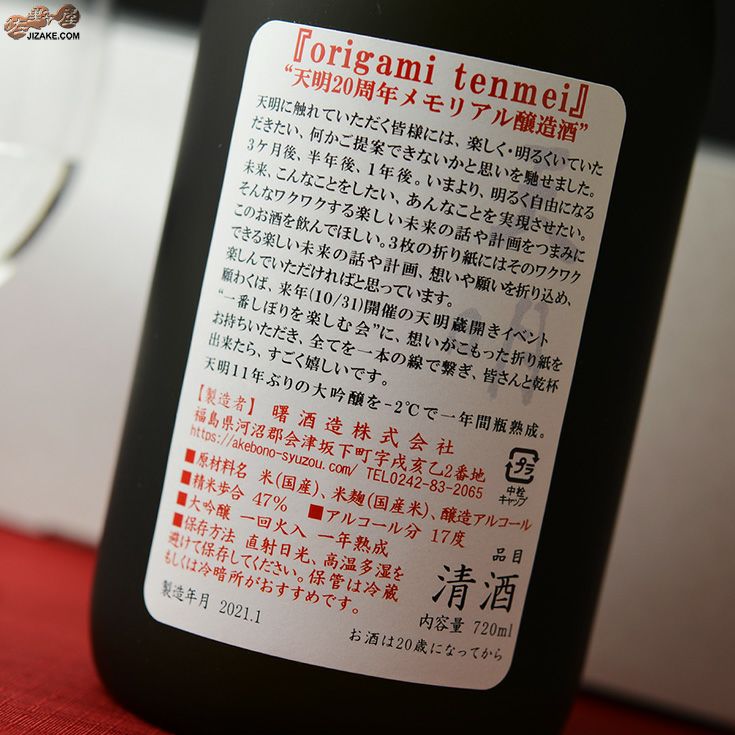 JIZAKE.COM
『origami tenmei』
“天明20周年メモリアル醸造酒”
天明に触れていただく皆様には、楽しく・明るくいていた
だきたい、何かご提案できないかと思いを馳せました。
3ケ月後、半年後、1年後。いまより、明るく自由になる
未来、こんなことをしたい、あんなことを実現させたい。
そんなワクワクする楽しい未来の話や計画をつまみに
このお酒を飲んでほしい。3枚の折り紙にはそのワクワク
できる楽しい未来の話や計画、想いや願いを折り込め、
楽しんでいただければと思っています。
願わくば、来年(10/31)開催の天明蔵開きイベント
“一番しぼりを楽しむ会”に、想いがこもった折り紙を
お持ちいただき、全てを一本の線で繋ぎ、皆さんと乾杯
出来たら、すごく嬉しいです。
天明11年ぶりの大吟醸を-2℃で一年間瓶熟成。
【製造者】 曙酒造株式会社
福島県河沼郡会津坂下町字戌亥乙2番地
https://akebono-syuzou.com/ TEL0242-83-2065
■原材料名 米(国産)、米麹(国産米)、醸造アルコール
■精米歩合 47% ■アルコール分 17度
■大吟醸 一回火入 一年熟成
■保存方法 直射日光、高温多湿を
避けて保存してください。保管は冷蔵
もしくは冷暗所がおすすめです。
製造年月 2021.1
プラ
中栓
キャップ
品目
清酒
内容量 720ml
お酒は20歳になってから